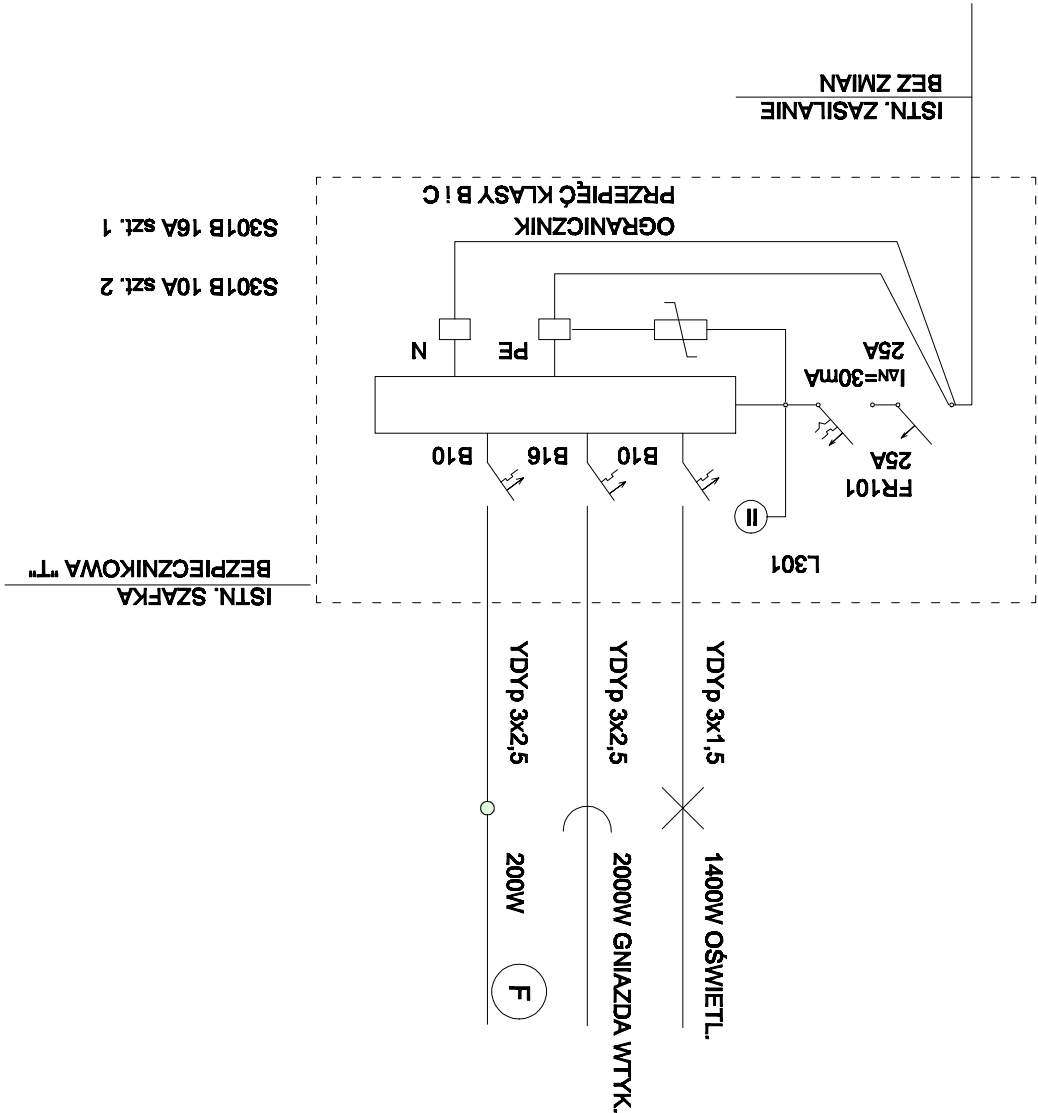 1400W OŚWIETL.
2000W GNIAZDA WTYK.
F
200W
YDYp 3x1,5
YDYp 3x2,5
YDYp 3x2,5
ISTN. SZAFKA
BEZPIECZNIKOWA "T"
L301
FR101
25A
B10
B16
B10
IΔN=30mA
25A
PE
N
S301B 10A szt. 2
S301B 16A szt. 1
OGRANICZNIK
PRZEPIĘĆ KLASY B i C
ISTN. ZASILANIE
BEZ ZMIAN